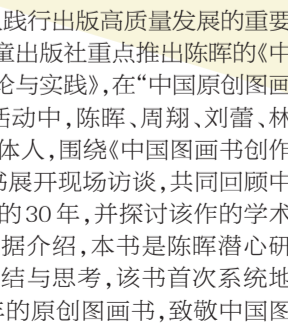 践行出版高质量发展的重要
童出版社重点推出陈晖的《中
论与实践》,在“中国原创图画
活动中,陈晖、周翔、刘蕾、林
体人,围绕《中国图画书创作
书展开现场访谈,共同回顾中
的30年,并探讨该作的学术
据介绍,本书是陈晖潜心研
结与思考,该书首次系统地
年的原创图画书,致敬中国图